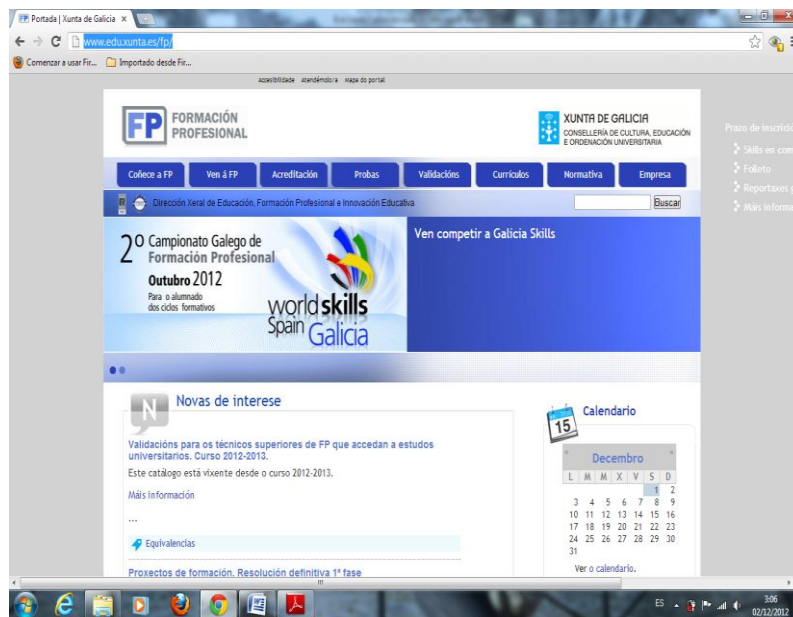 Portada | Xunta de Galicia
www.edu.xunta.es/fp/
Comenzar a usar Fir... Importado desde Fir...
accesibilidade atendémolo/a mapa do portal
FP FORMACIÓN
PROFESIONAL
XUNTA DE GALICIA
CONSELLERÍA DE CULTURA, EDUCACIÓN
E ORDENACIÓN UNIVERSITARIA
Prazo de inscrició
Skills en com
Folleto
Reportaxes g
Máis informa
Coñece a FP Ven á FP Acreditación Probas Validacións Currículos Normativa Empresa
Dirección Xeral de Educación, Formación Profesional e Innovación Educativa
Buscar
2º Campionato Galego de
Formación Profesional
Outubro 2012
Para o alumnado
dos ciclos formativos
worldskills
Spain Galicia
Ven competir a Galicia Skills
N Novas de interese
Validacións para os técnicos superiores de FP que accedan a estudos
universitarios. Curso 2012-2013.
Este catálogo está vixente desde o curso 2012-2013.
Máis información
...
Equivalencias
Proxectos de formación. Resolución definitiva 1ª fase
15 Calendario
« Decembro »
L M M X V S D
1 2
3 4 5 6 7 8 9
10 11 12 13 14 15 16
17 18 19 20 21 22 23
24 25 26 27 28 29 30
31
Ver o calendario.
ES
3:06
02/12/2012